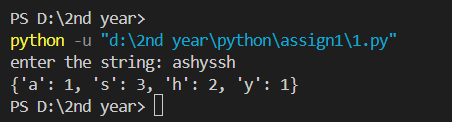 PS D:\2nd year>
python -u "d:\2nd year\python\assign1\1.py"
enter the string: ashyssh
{'a': 1, 's': 3, 'h': 2, 'y': 1}
PS D:\2nd year>